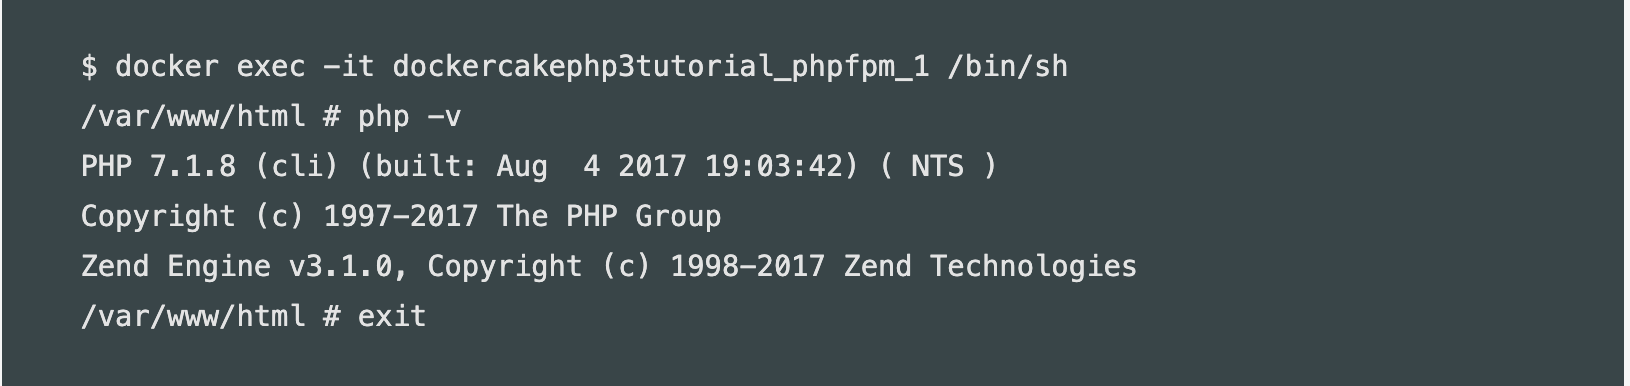 $ docker exec -it dockercakephp3tutorial_phpfpm_1 /bin/sh
/var/www/html # php -v
PHP 7.1.8 (cli) (built: Aug  4 2017 19:03:42) ( NTS )
Copyright (c) 1997-2017 The PHP Group
Zend Engine v3.1.0, Copyright (c) 1998-2017 Zend Technologies
/var/www/html # exit